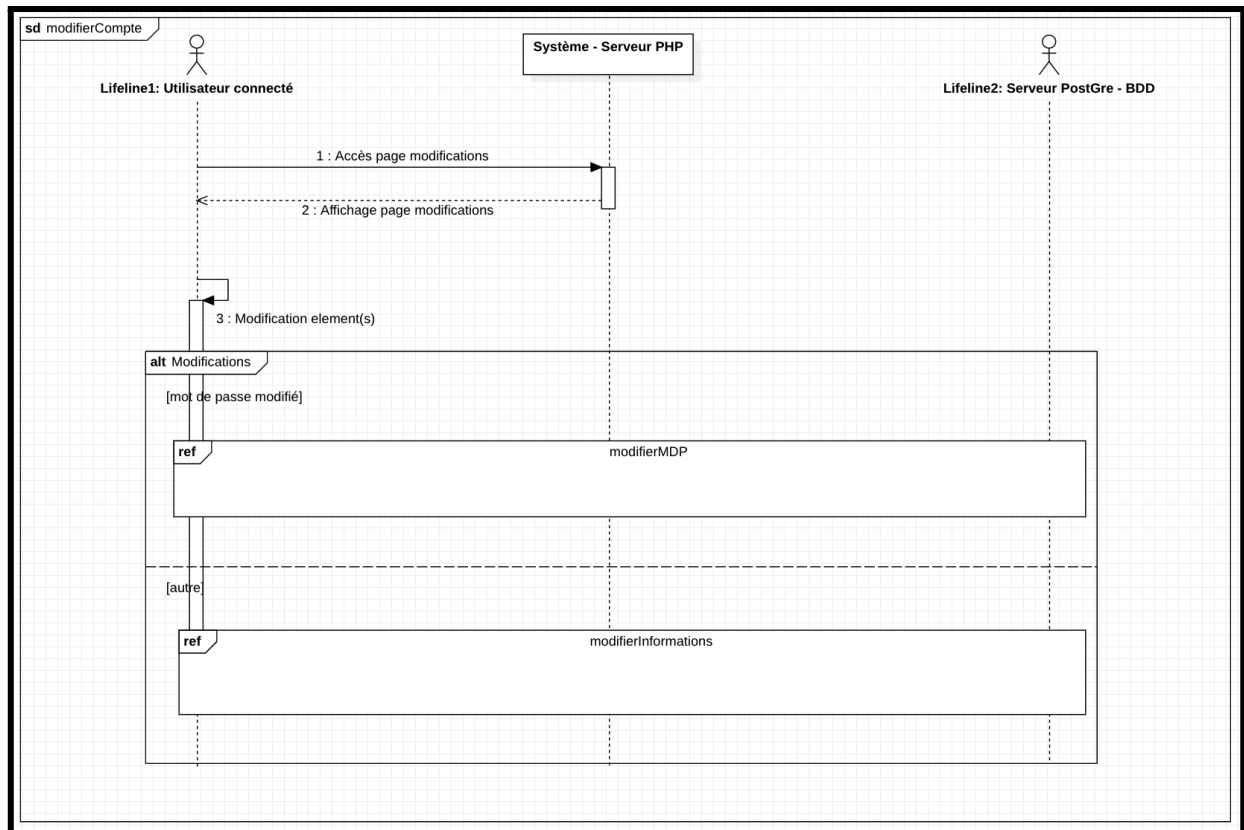 sd modifierCompte
Système - Serveur PHP
Lifeline1: Utilisateur connecté
Lifeline2: Serveur PostGre - BDD
1 : Accès page modifications
2 : Affichage page modifications
3 : Modification element(s)
alt Modifications
[mot de passe modifié]
ref
modifierMDP
[autre]
ref
modifierInformations